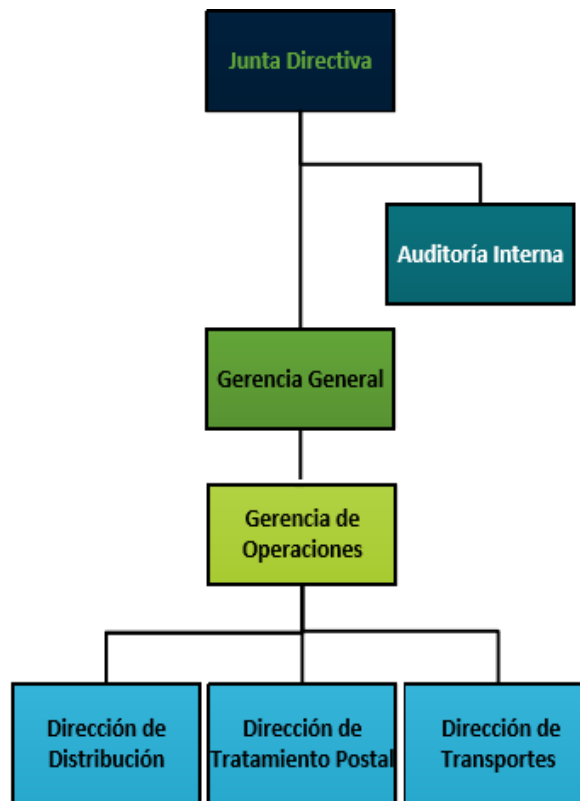 Junta Directiva
Auditoría Interna
Gerencia General
Gerencia de
Operaciones
Dirección de
Distribución
Dirección de
Tratamiento Postal
Dirección de
Transportes